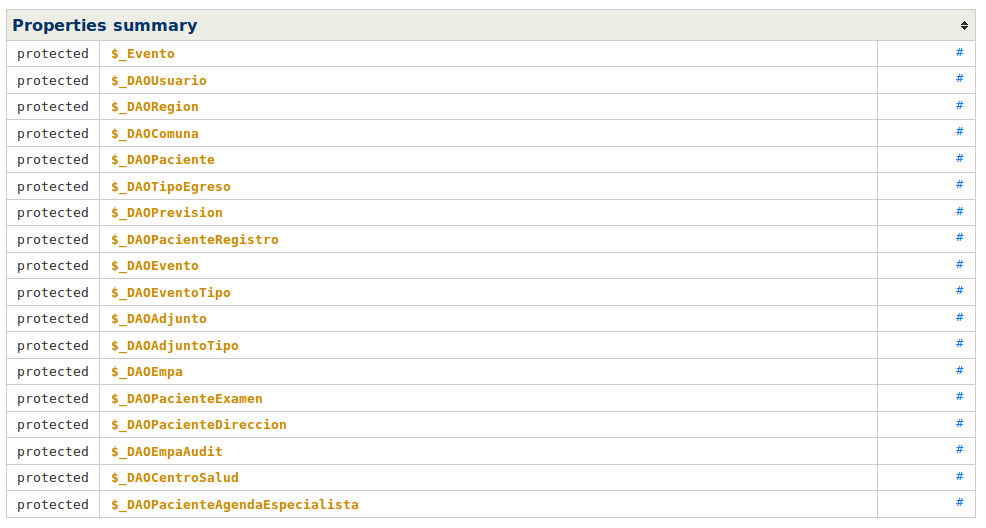 Properties summary
protected $_Evento #
protected $_DAOUsuario #
protected $_DAORegion #
protected $_DAOComuna #
protected $_DAOPaciente #
protected $_DAOTipoEgreso #
protected $_DAOPrevision #
protected $_DAOPacienteRegistro #
protected $_DAOEvento #
protected $_DAOEventoTipo #
protected $_DAOAdjunto #
protected $_DAOAdjuntoTipo #
protected $_DAOEmpa #
protected $_DAOPacienteExamen #
protected $_DAOPacienteDireccion #
protected $_DAOEmpaAudit #
protected $_DAOCentroSalud #
protected $_DAOPacienteAgendaEspecialista #